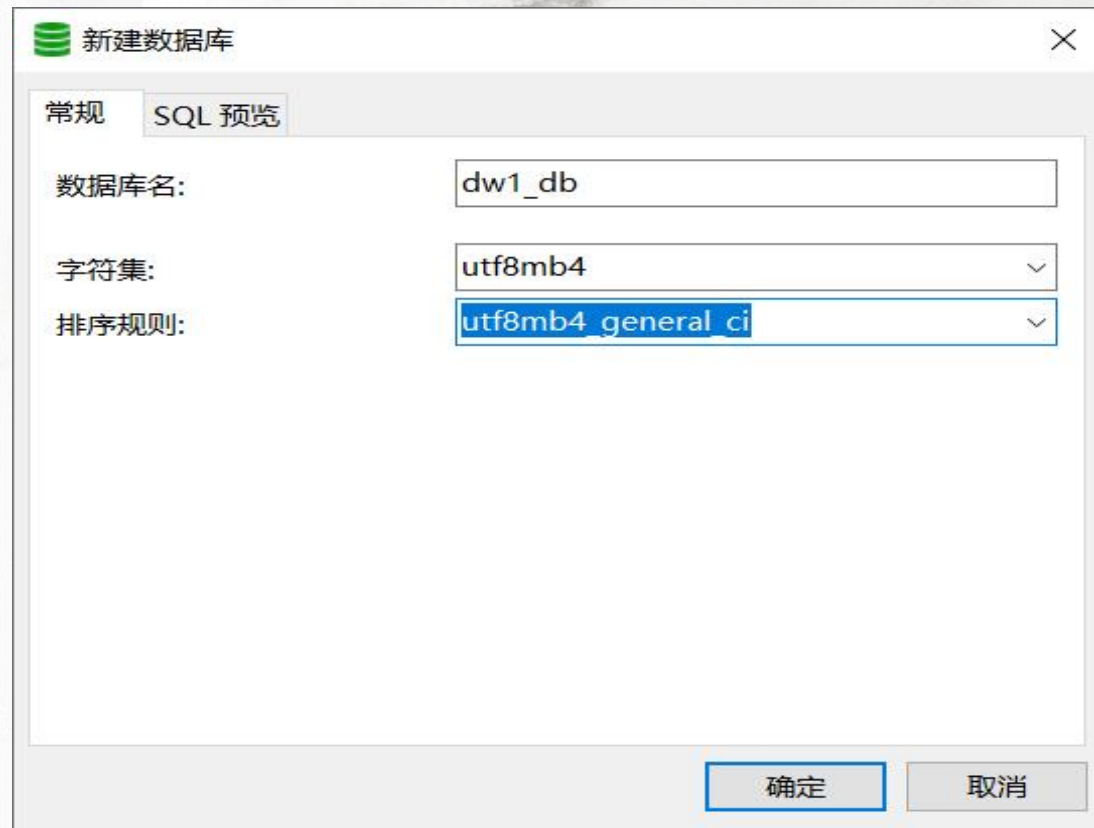 新建数据库
常规 SQL 预览
数据库名: dw1_db
字符集: utf8mb4
排序规则: utf8mb4_general_ci
确定 取消